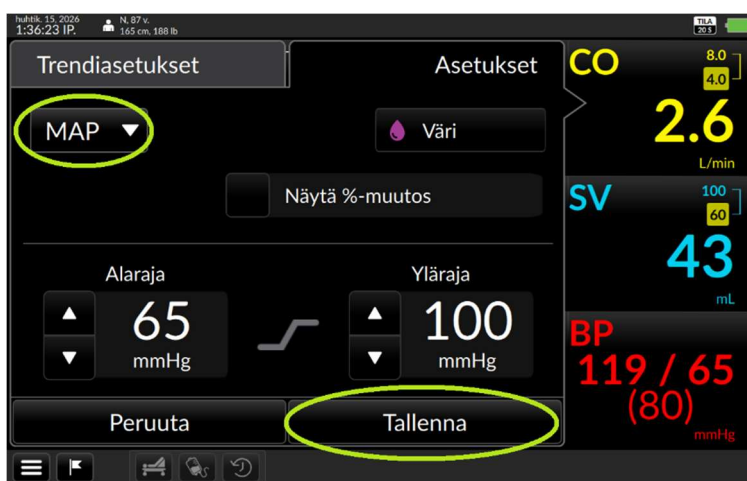 huhtik. 15, 2026
1:36:23 IP.
N, 87 v.
165 cm, 188 lb
TILA
20 S
Trendiasetukset
Asetukset
MAP
Väri
Näytä %-muutos
Alaraja
Yläraja
65
mmHg
100
mmHg
Peruuta
Tallenna
CO
8.0
4.0
2.6
L/min
SV
100
60
43
mL
BP
119 / 65
(80)
mmHg